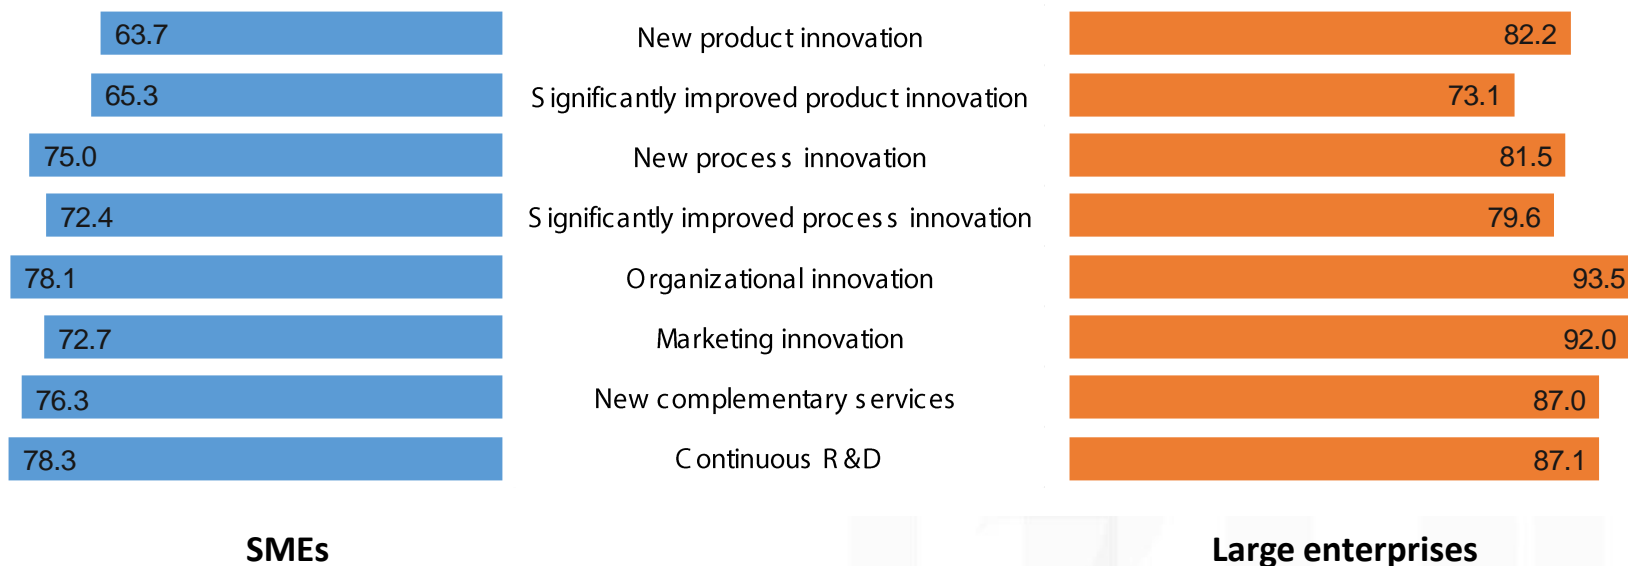 63.7 New product innovation 82.2
65.3 Significantly improved product innovation 73.1
75.0 New process innovation 81.5
72.4 Significantly improved process innovation 79.6
78.1 Organizational innovation 93.5
72.7 Marketing innovation 92.0
76.3 New complementary services 87.0
78.3 Continuous R&D 87.1
SMEs Large enterprises